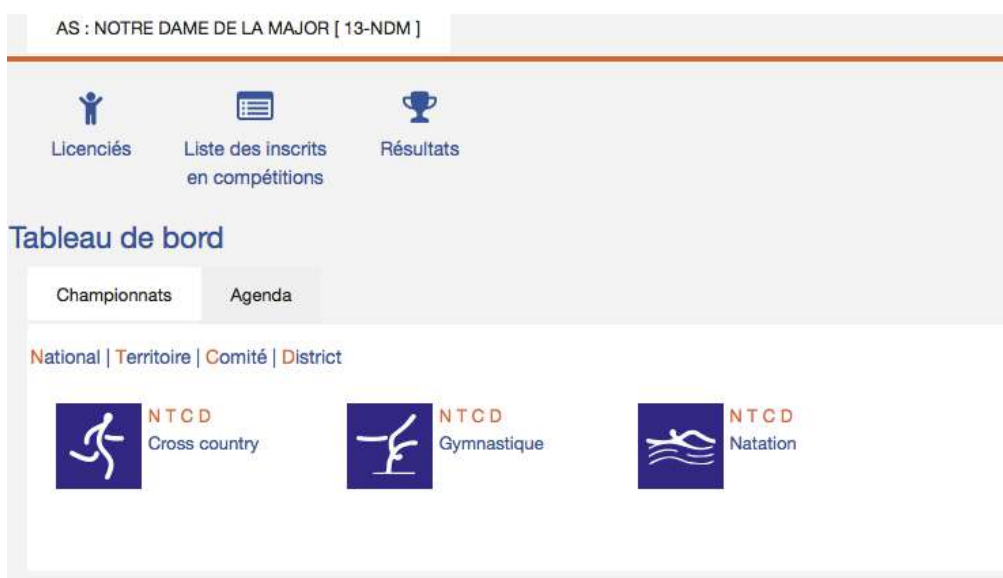 AS : NOTRE DAME DE LA MAJOR [ 13-NDM ]
Licenciés
Liste des inscrits
en compétitions
Résultats
Tableau de bord
Championnats
Agenda
National | Territoire | Comité | District
N T C D
Cross country
N T C D
Gymnastique
N T C D
Natation